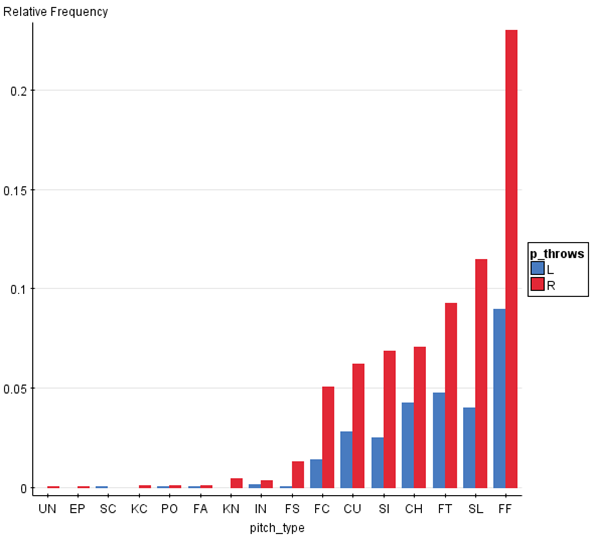 Relative Frequency
0.2
0.15
0.1
0.05
0
UN EP SC KC PO FA KN IN FS FC CU SI CH FT SL FF
pitch_type
p_throws
L
R